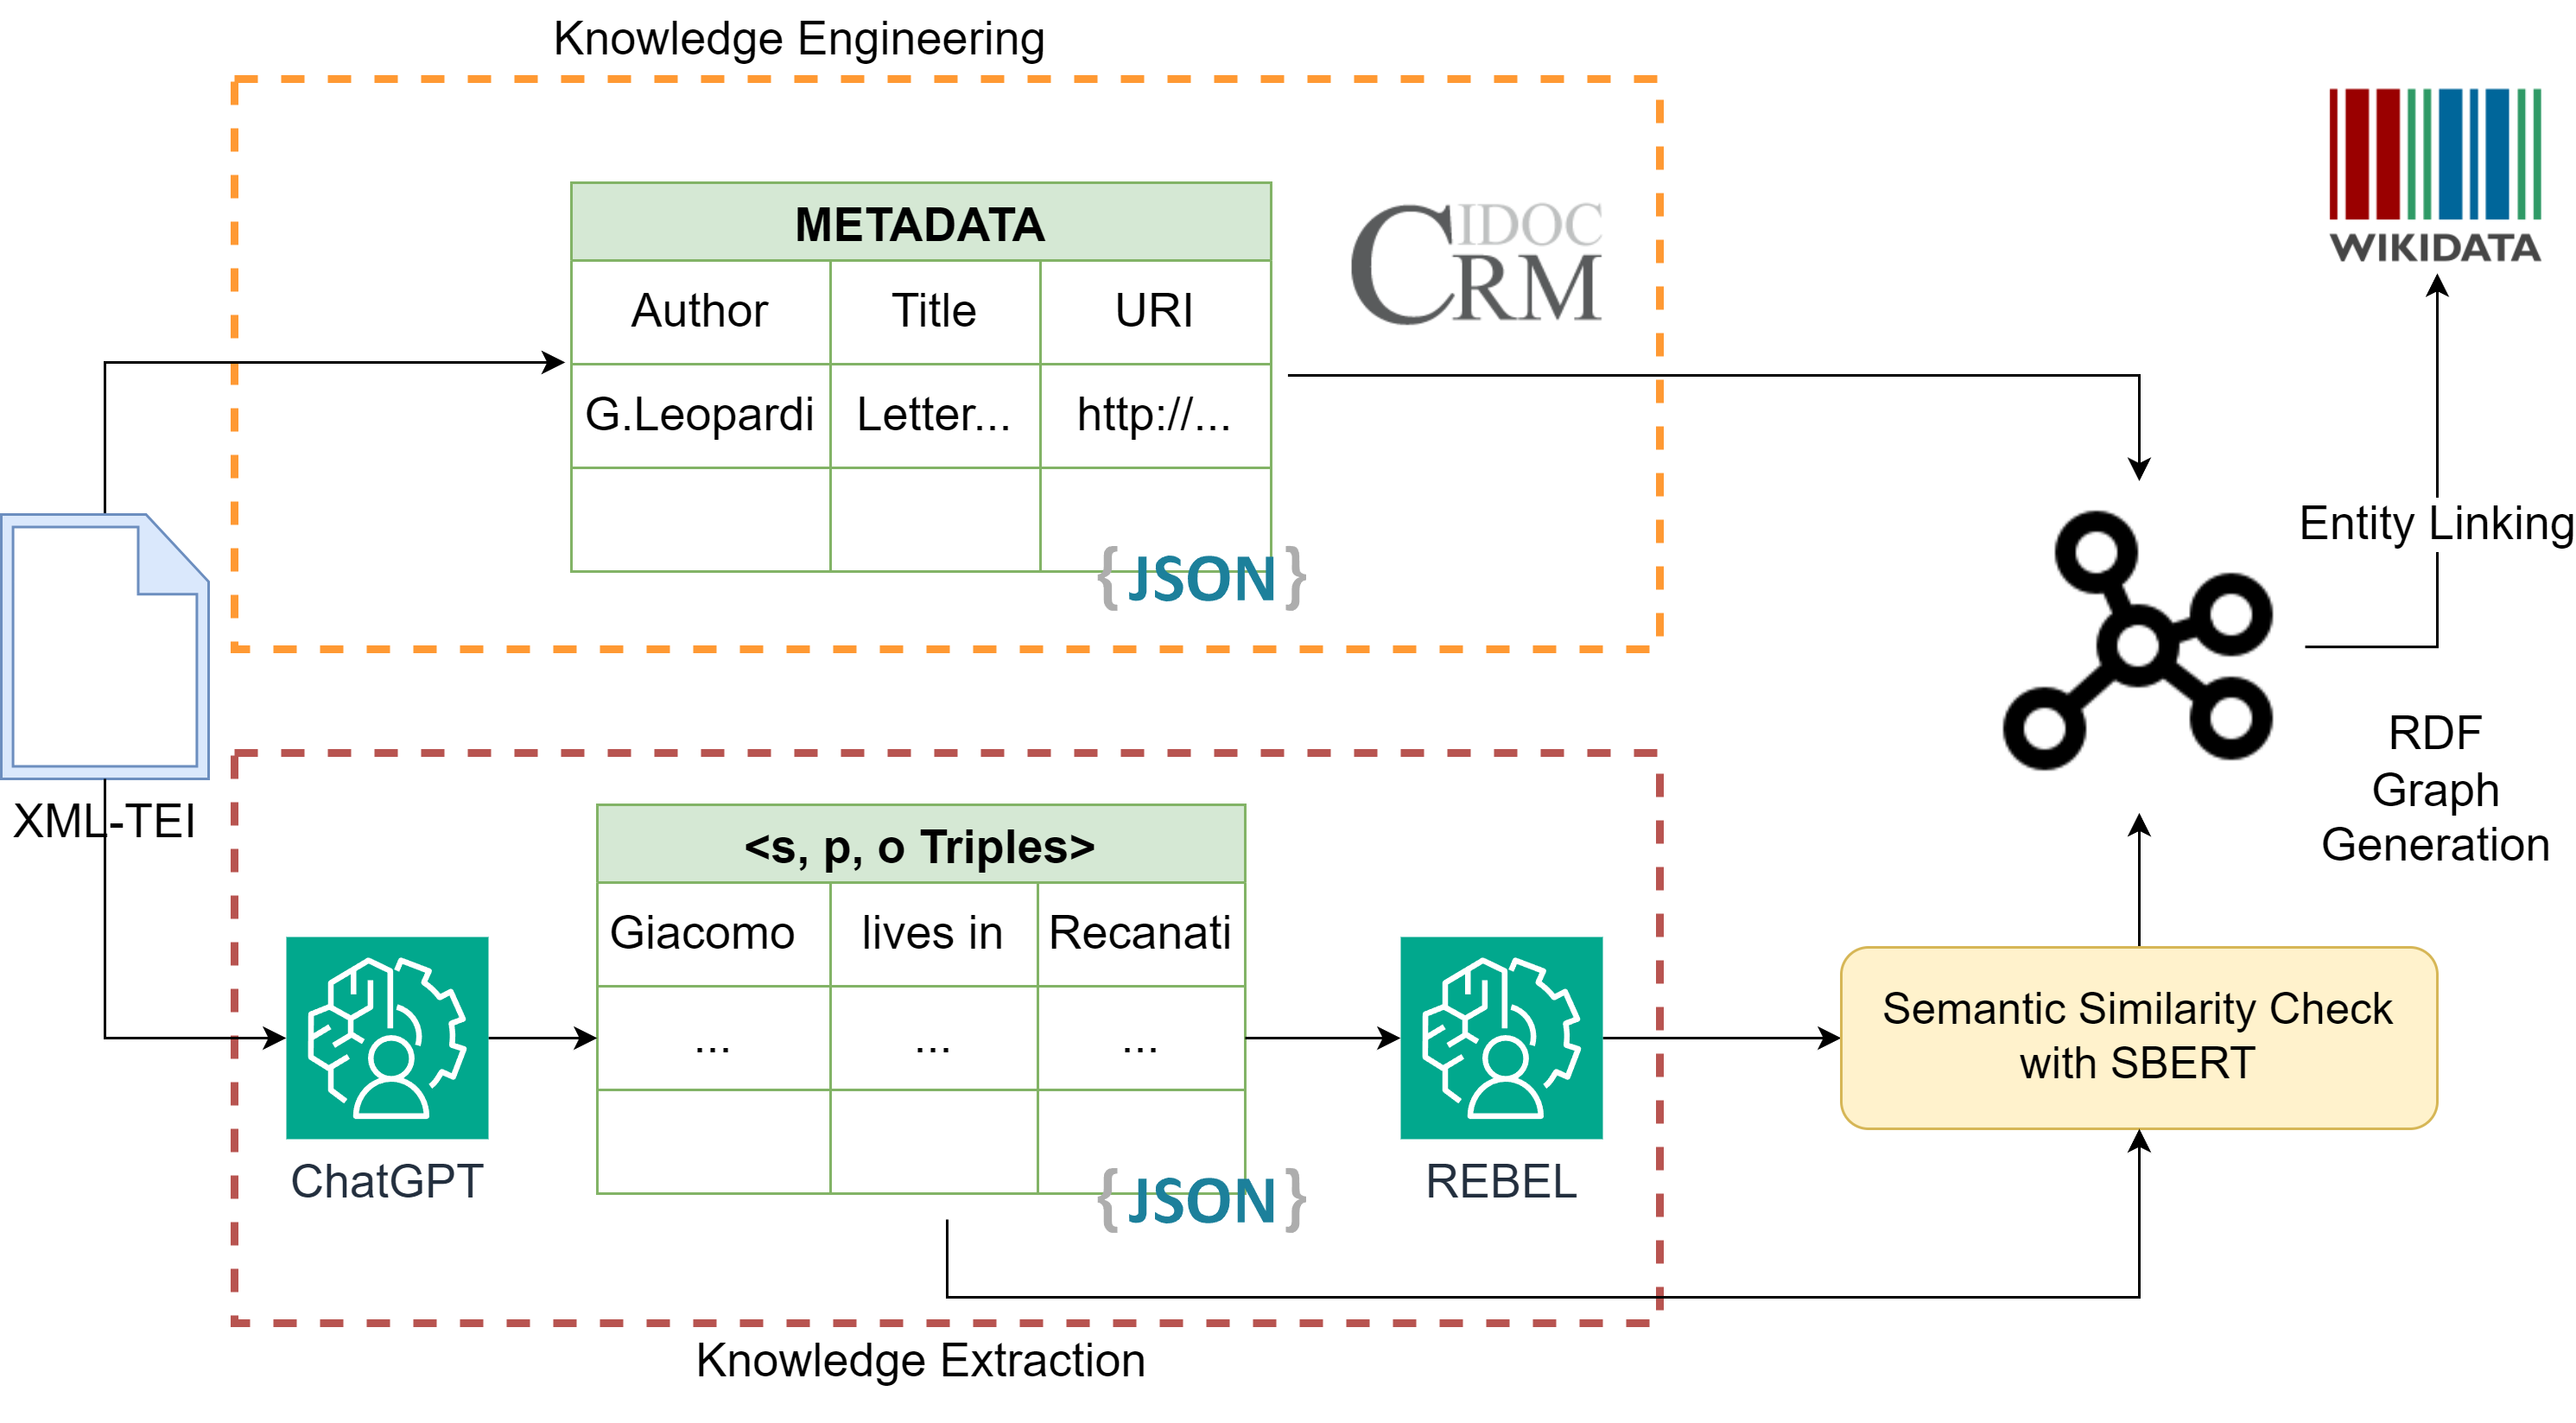 Knowledge Engineering
METADATA
Author Title URI
G.Leopardi Letter... http://...
{ JSON }
CIDOC
CRM
WIKIDATA
Entity Linking
RDF
Graph
Generation
XML-TEI
<s, p, o Triples>
Giacomo lives in Recanati
... ... ...
{ JSON }
ChatGPT
REBEL
Semantic Similarity Check
with SBERT
Knowledge Extraction